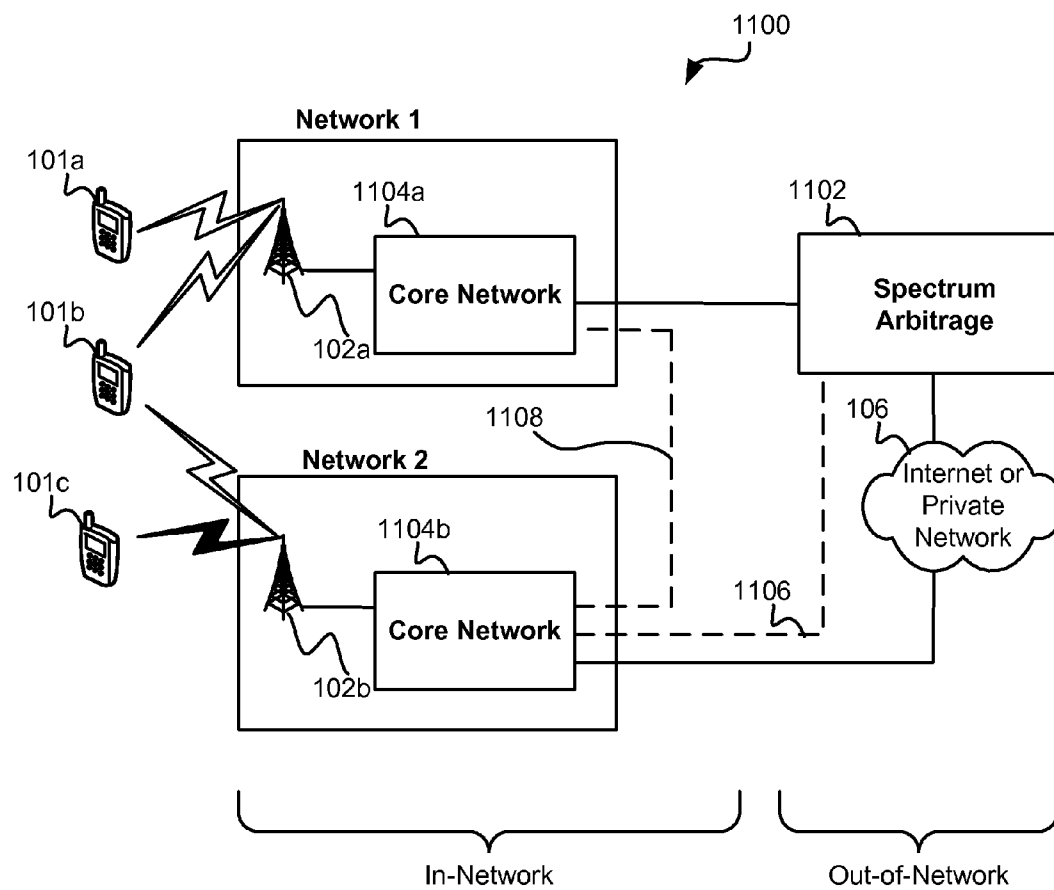 1100
Network 1
101a
1104a
1102
Core Network
Spectrum
Arbitrage
101b
102a
1108
106
Network 2
Internet or
Private
Network
101c
1104b
1106
Core Network
102b
In-Network
Out-of-Network